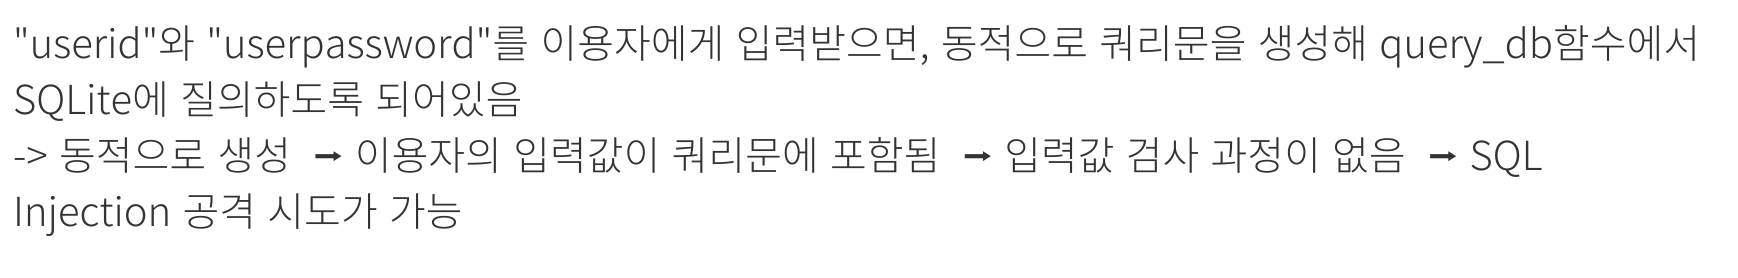 "userid"와 "userpassword"를 이용자에게 입력받으면, 동적으로 쿼리문을 생성해 query_db함수에서
SQLite에 질의하도록 되어있음
-> 동적으로 생성 → 이용자의 입력값이 쿼리문에 포함됨 → 입력값 검사 과정이 없음 → SQL
Injection 공격 시도가 가능